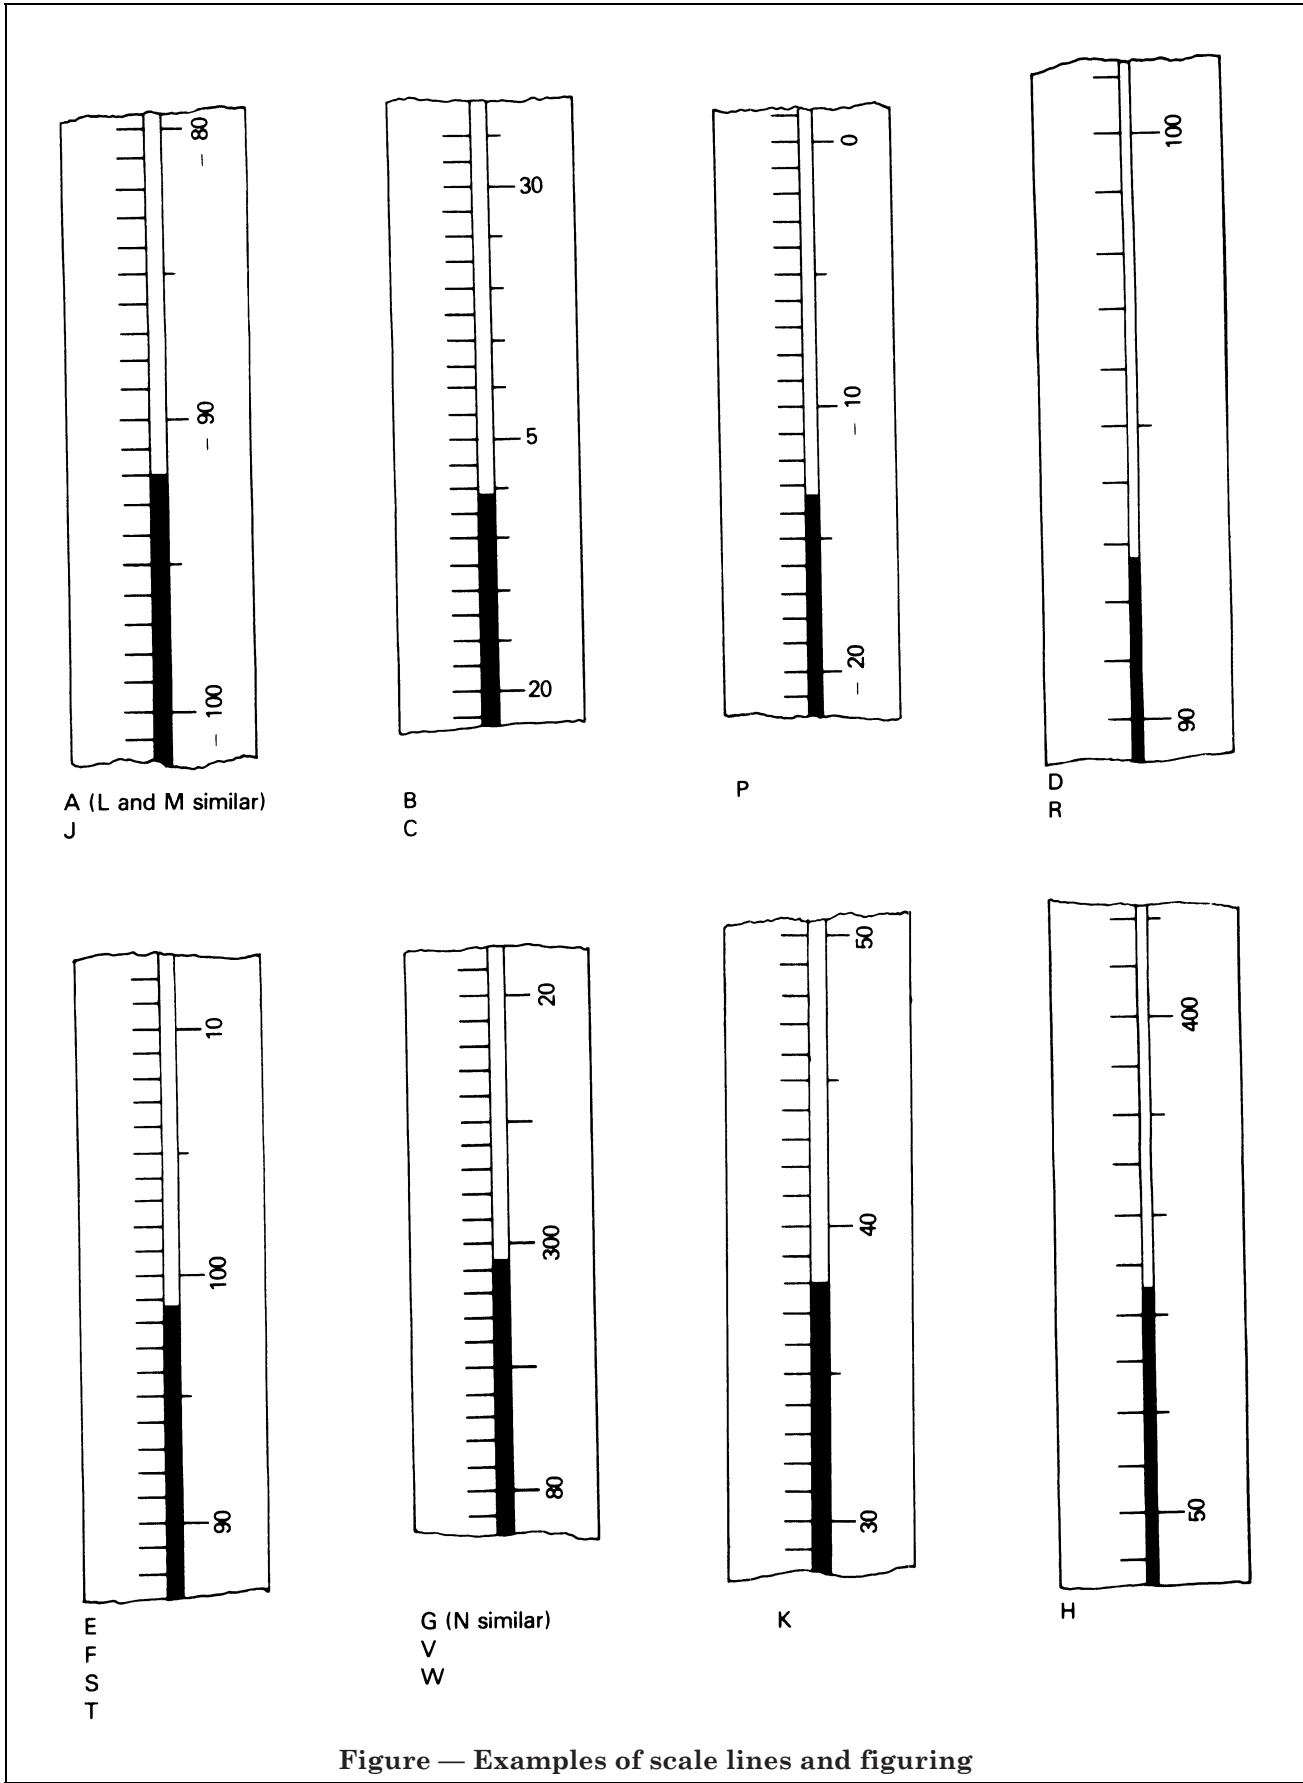 – 80
– 90
– 100
A (L and M similar)
J
30
5
20
B
C
0
– 10
– 20
P
100
90
D
R
10
100
90
E
F
S
T
20
300
80
G (N similar)
V
W
50
40
30
K
400
50
H
Figure — Examples of scale lines and figuring